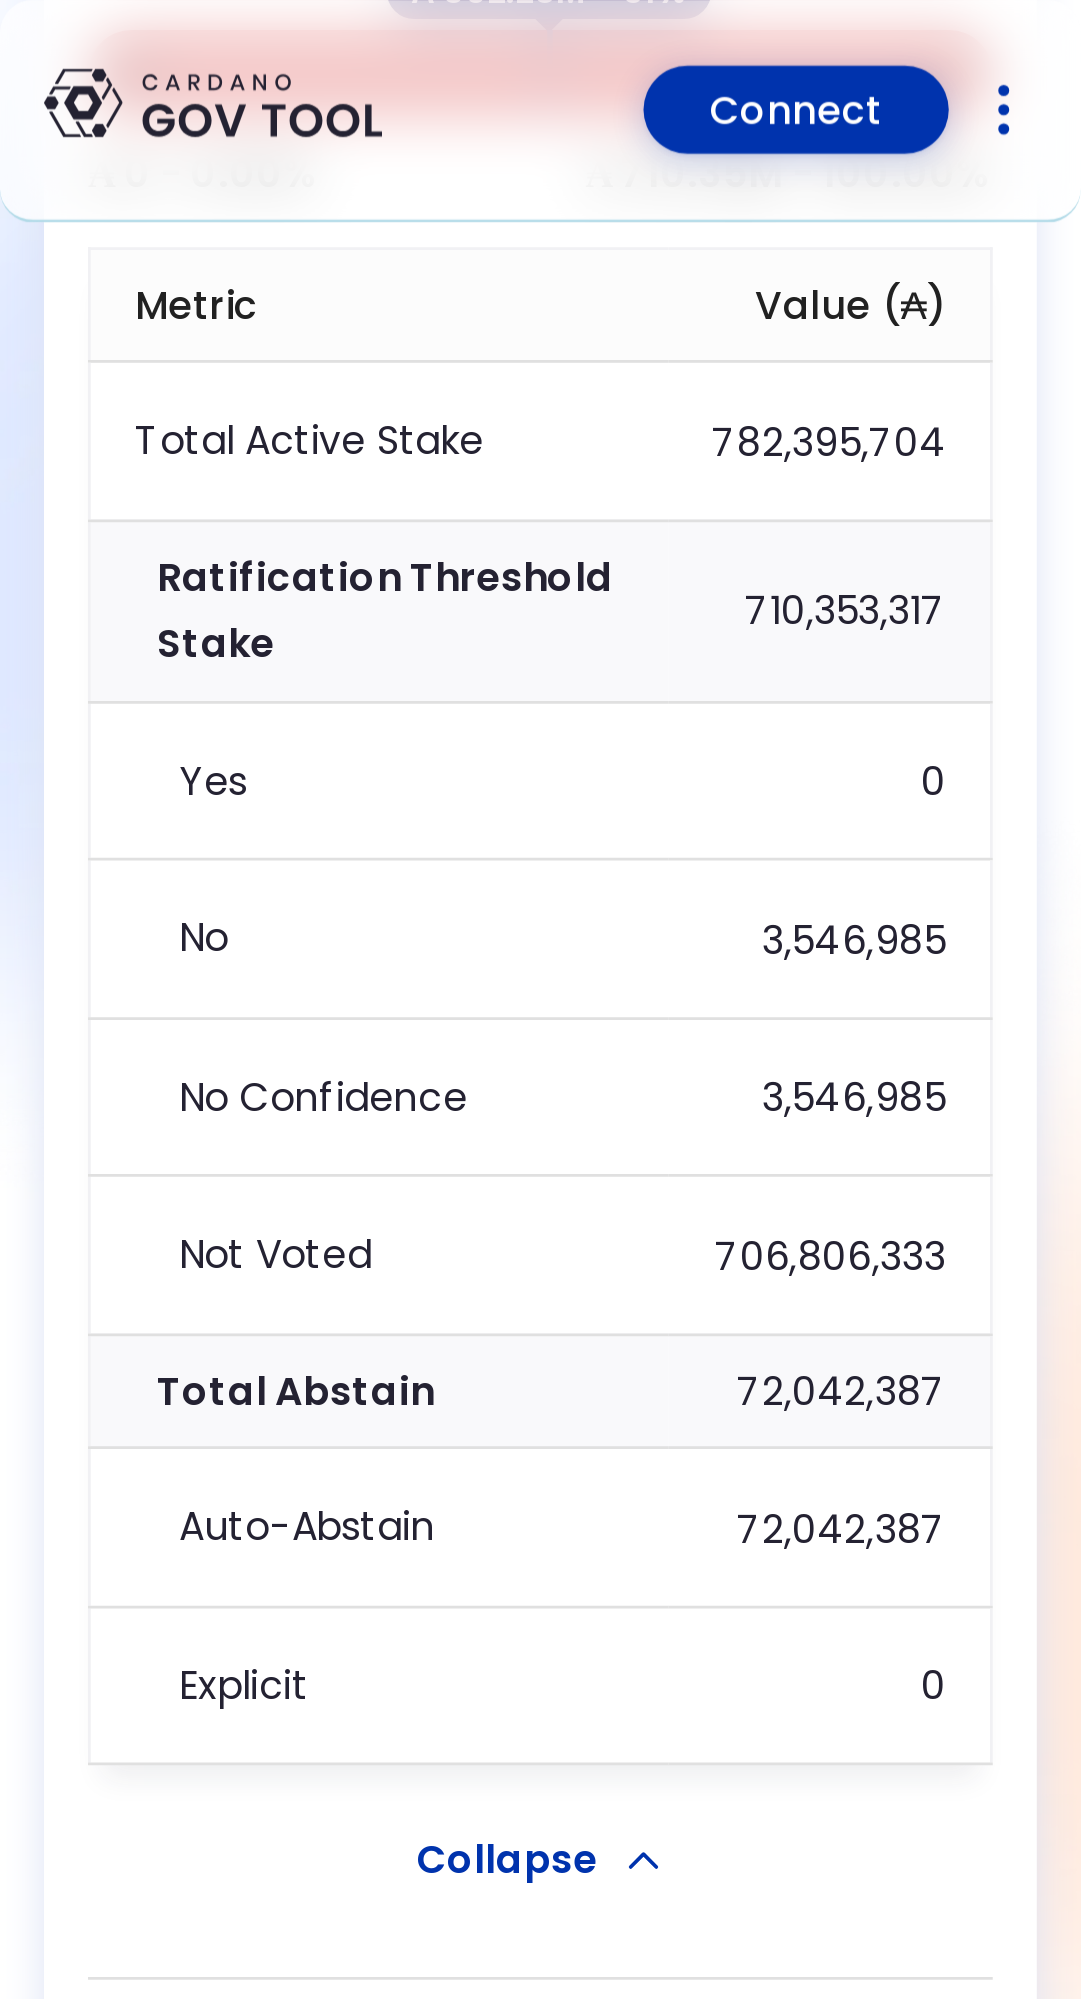 CARDANO
GOV TOOL
Connect
Metric Value (₳)
Total Active Stake 782,395,704
Ratification Threshold
Stake 710,353,317
Yes 0
No 3,546,985
No Confidence 3,546,985
Not Voted 706,806,333
Total Abstain 72,042,387
Auto-Abstain 72,042,387
Explicit 0
Collapse